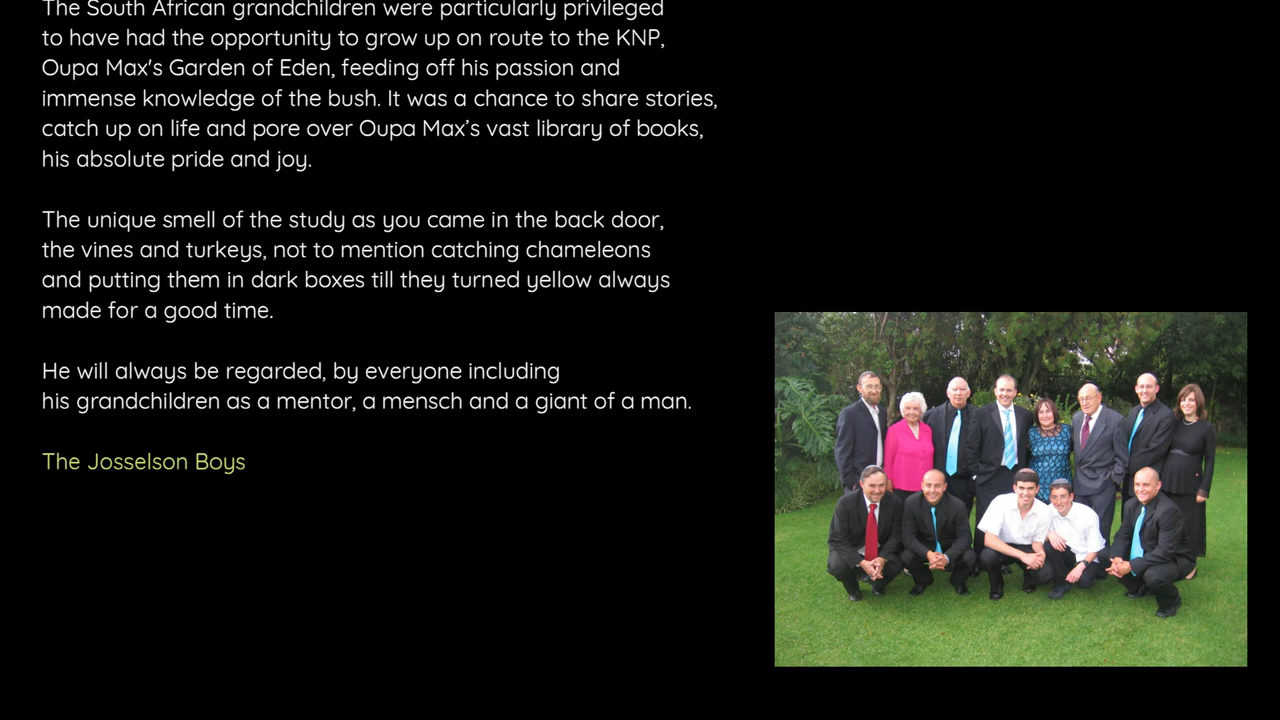 The South African grandchildren were particularly privileged
to have had the opportunity to grow up on route to the KNP,
Oupa Max's Garden of Eden, feeding off his passion and
immense knowledge of the bush. It was a chance to share stories,
catch up on life and pore over Oupa Max’s vast library of books,
his absolute pride and joy.
The unique smell of the study as you came in the back door,
the vines and turkeys, not to mention catching chameleons
and putting them in dark boxes till they turned yellow always
made for a good time.
He will always be regarded, by everyone including
his grandchildren as a mentor, a mensch and a giant of a man.
The Josselson Boys